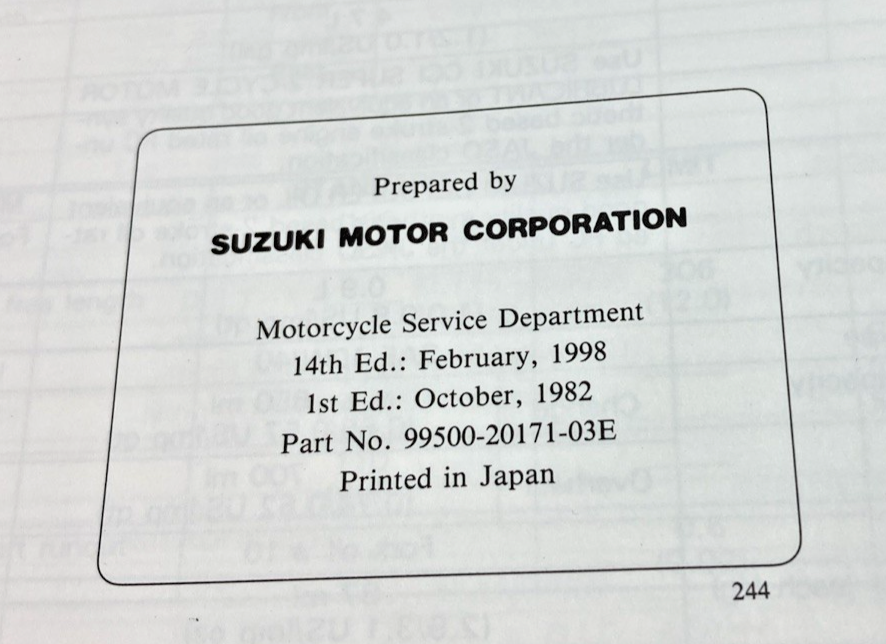 Prepared by
SUZUKI MOTOR CORPORATION
Motorcycle Service Department
14th Ed.: February, 1998
1st Ed.: October, 1982
Part No. 99500-20171-03E
Printed in Japan
244